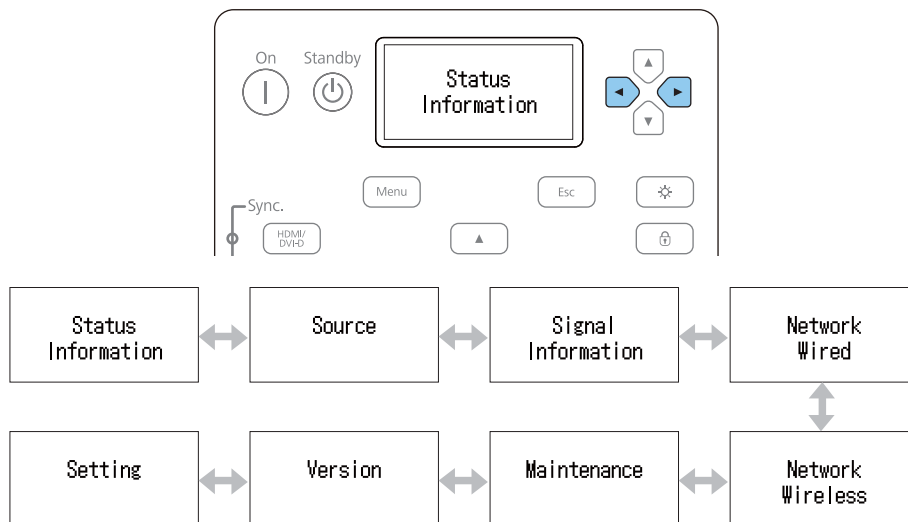 On Standby
Status
Information
Menu Esc
Sync.
HDMI/
DVI-D
Status
Information
Source
Signal
Information
Network
Wired
Setting
Version
Maintenance
Network
Wireless